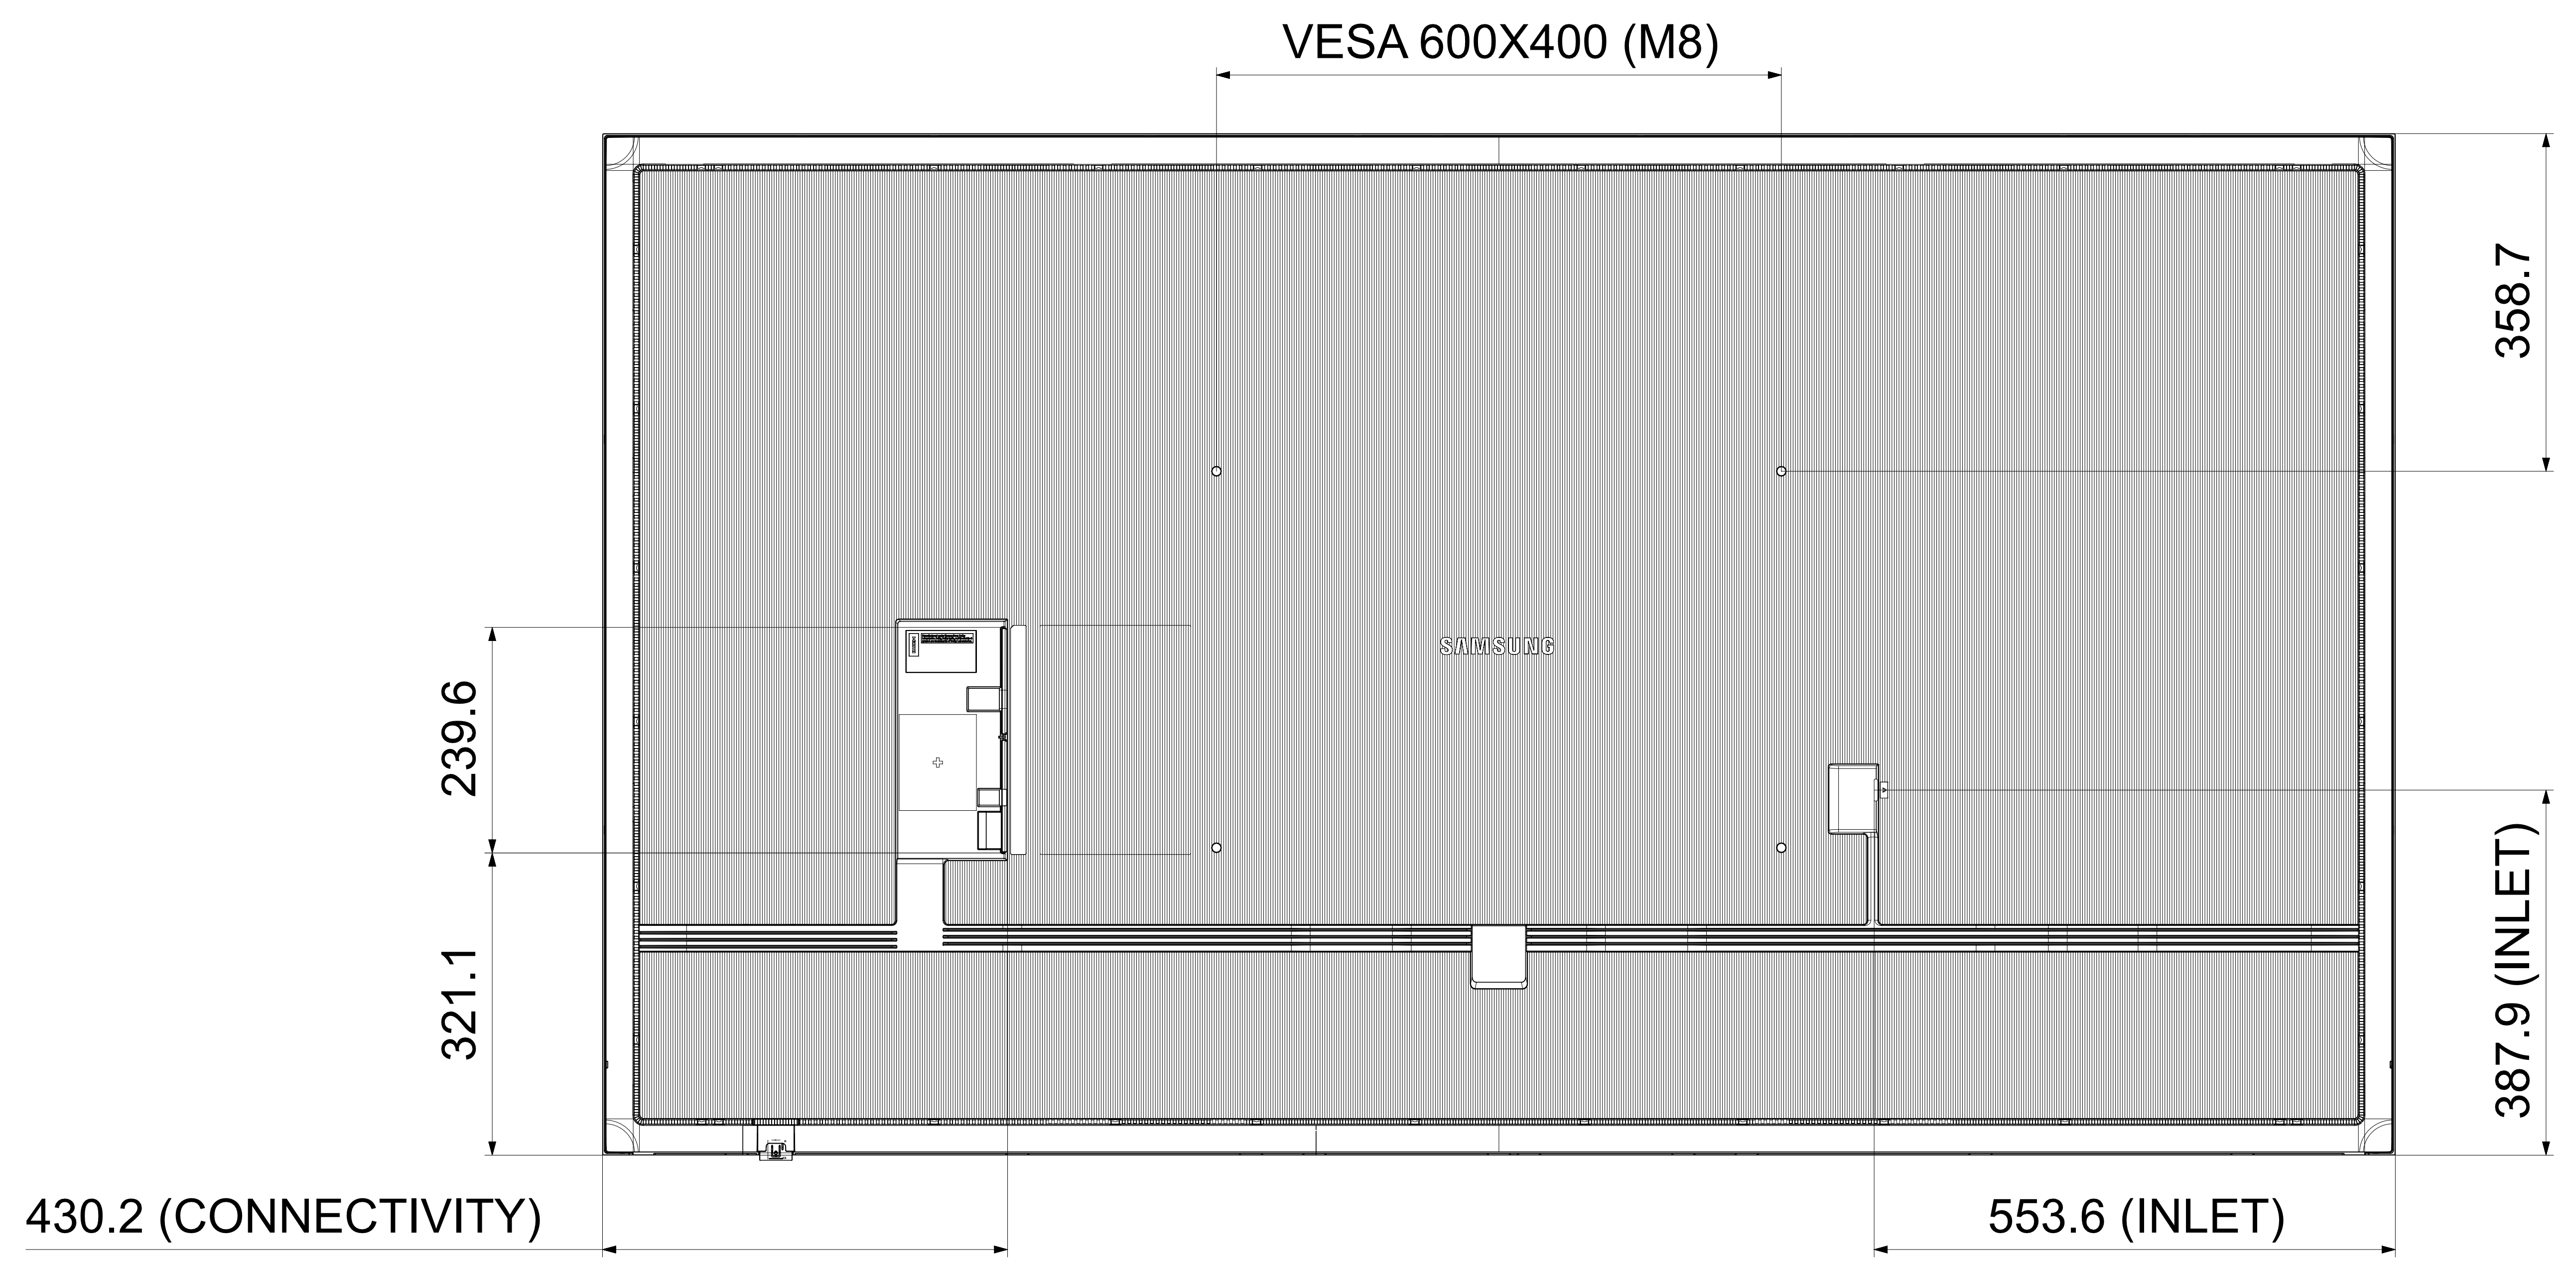 VESA 600X400 (M8)
358.7
SAMSUNG
239.6
321.1
387.9 (INLET)
430.2 (CONNECTIVITY)
553.6 (INLET)